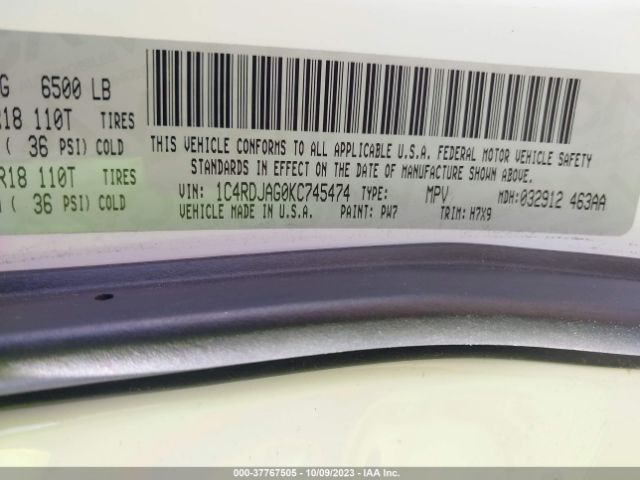 G 6500 LB
R18 110T TIRES
( 36 PSI) COLD
R18 110T TIRES
( 36 PSI) COLD
THIS VEHICLE CONFORMS TO ALL APPLICABLE U.S.A. FEDERAL MOTOR VEHICLE SAFETY
STANDARDS IN EFFECT ON THE DATE OF MANUFACTURE SHOWN ABOVE.
VIN: 1C4RDJAG0KC745474 TYPE: MPV MDH:032912 463AA
VEHICLE MADE IN U.S.A. PAINT: PW7 TRIM: H7X9
000-37767505 - 10/09/2023 - IAA Inc.